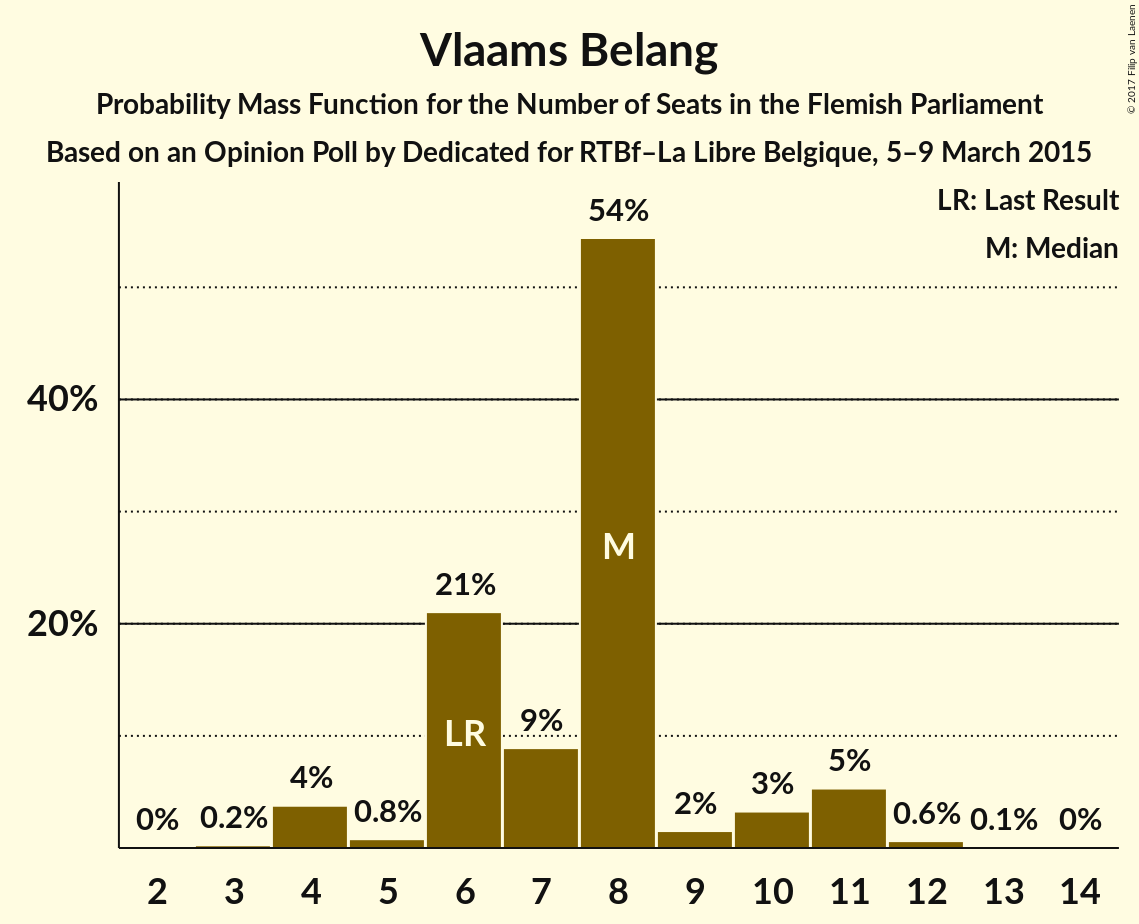 Vlaams Belang
Probability Mass Function for the Number of Seats in the Flemish Parliament
Based on an Opinion Poll by Dedicated for RTBf–La Libre Belgique, 5–9 March 2015
© 2017 Filip van Laenen
LR: Last Result
M: Median
54%
40%
M
21%
20%
LR
9%
5%
4%
3%
2%
0.8%
0.6%
0% 0.2% 0.1% 0%
2 3 4 5 6 7 8 9 10 11 12 13 14